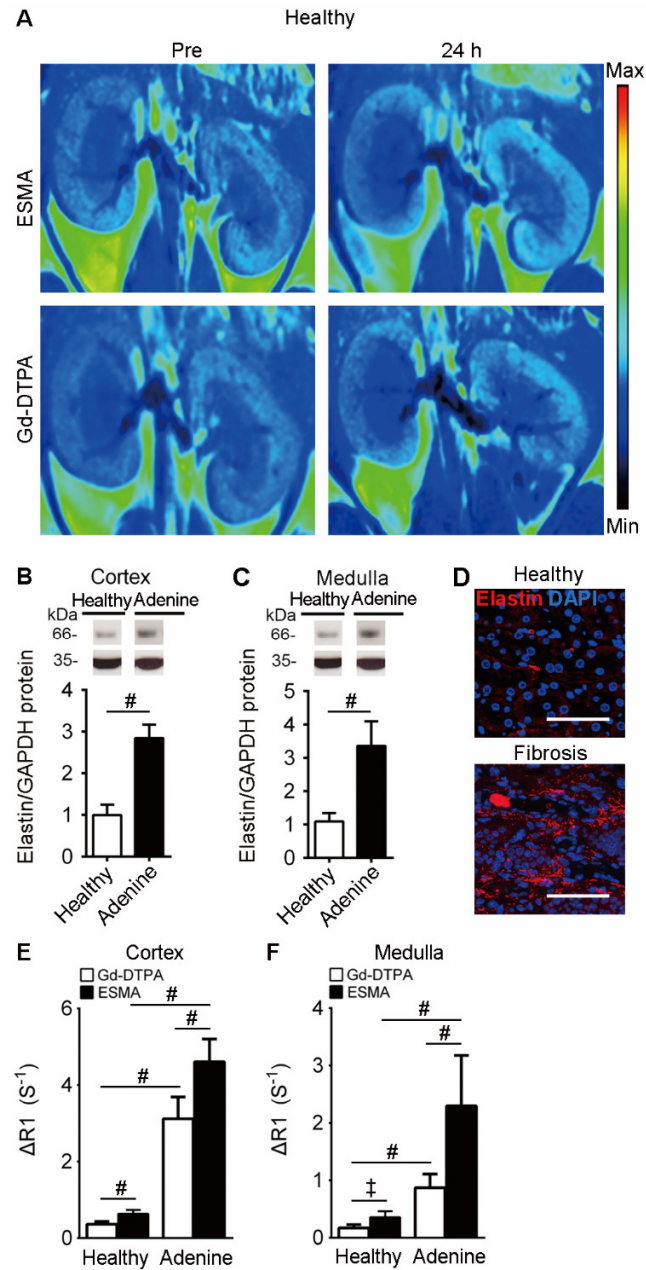 A
Healthy
Pre
24 h
Max
ESMA
Gd-DTPA
Min
B
Cortex
Healthy Adenine
kDa
66-
35-
#
Elastin/GAPDH protein
4
3
2
1
0
Healthy
Adenine
C
Medulla
Healthy Adenine
kDa
66-
35-
#
Elastin/GAPDH protein
5
4
3
2
1
0
Healthy
Adenine
D
Healthy
Elastin DAPI
Fibrosis
E
Cortex
Gd-DTPA
ESMA
#
#
#
#
ΔR1 (S-1)
6
4
2
0
Healthy
Adenine
F
Medulla
Gd-DTPA
ESMA
#
#
#
‡
ΔR1 (S-1)
4
3
2
1
0
Healthy
Adenine